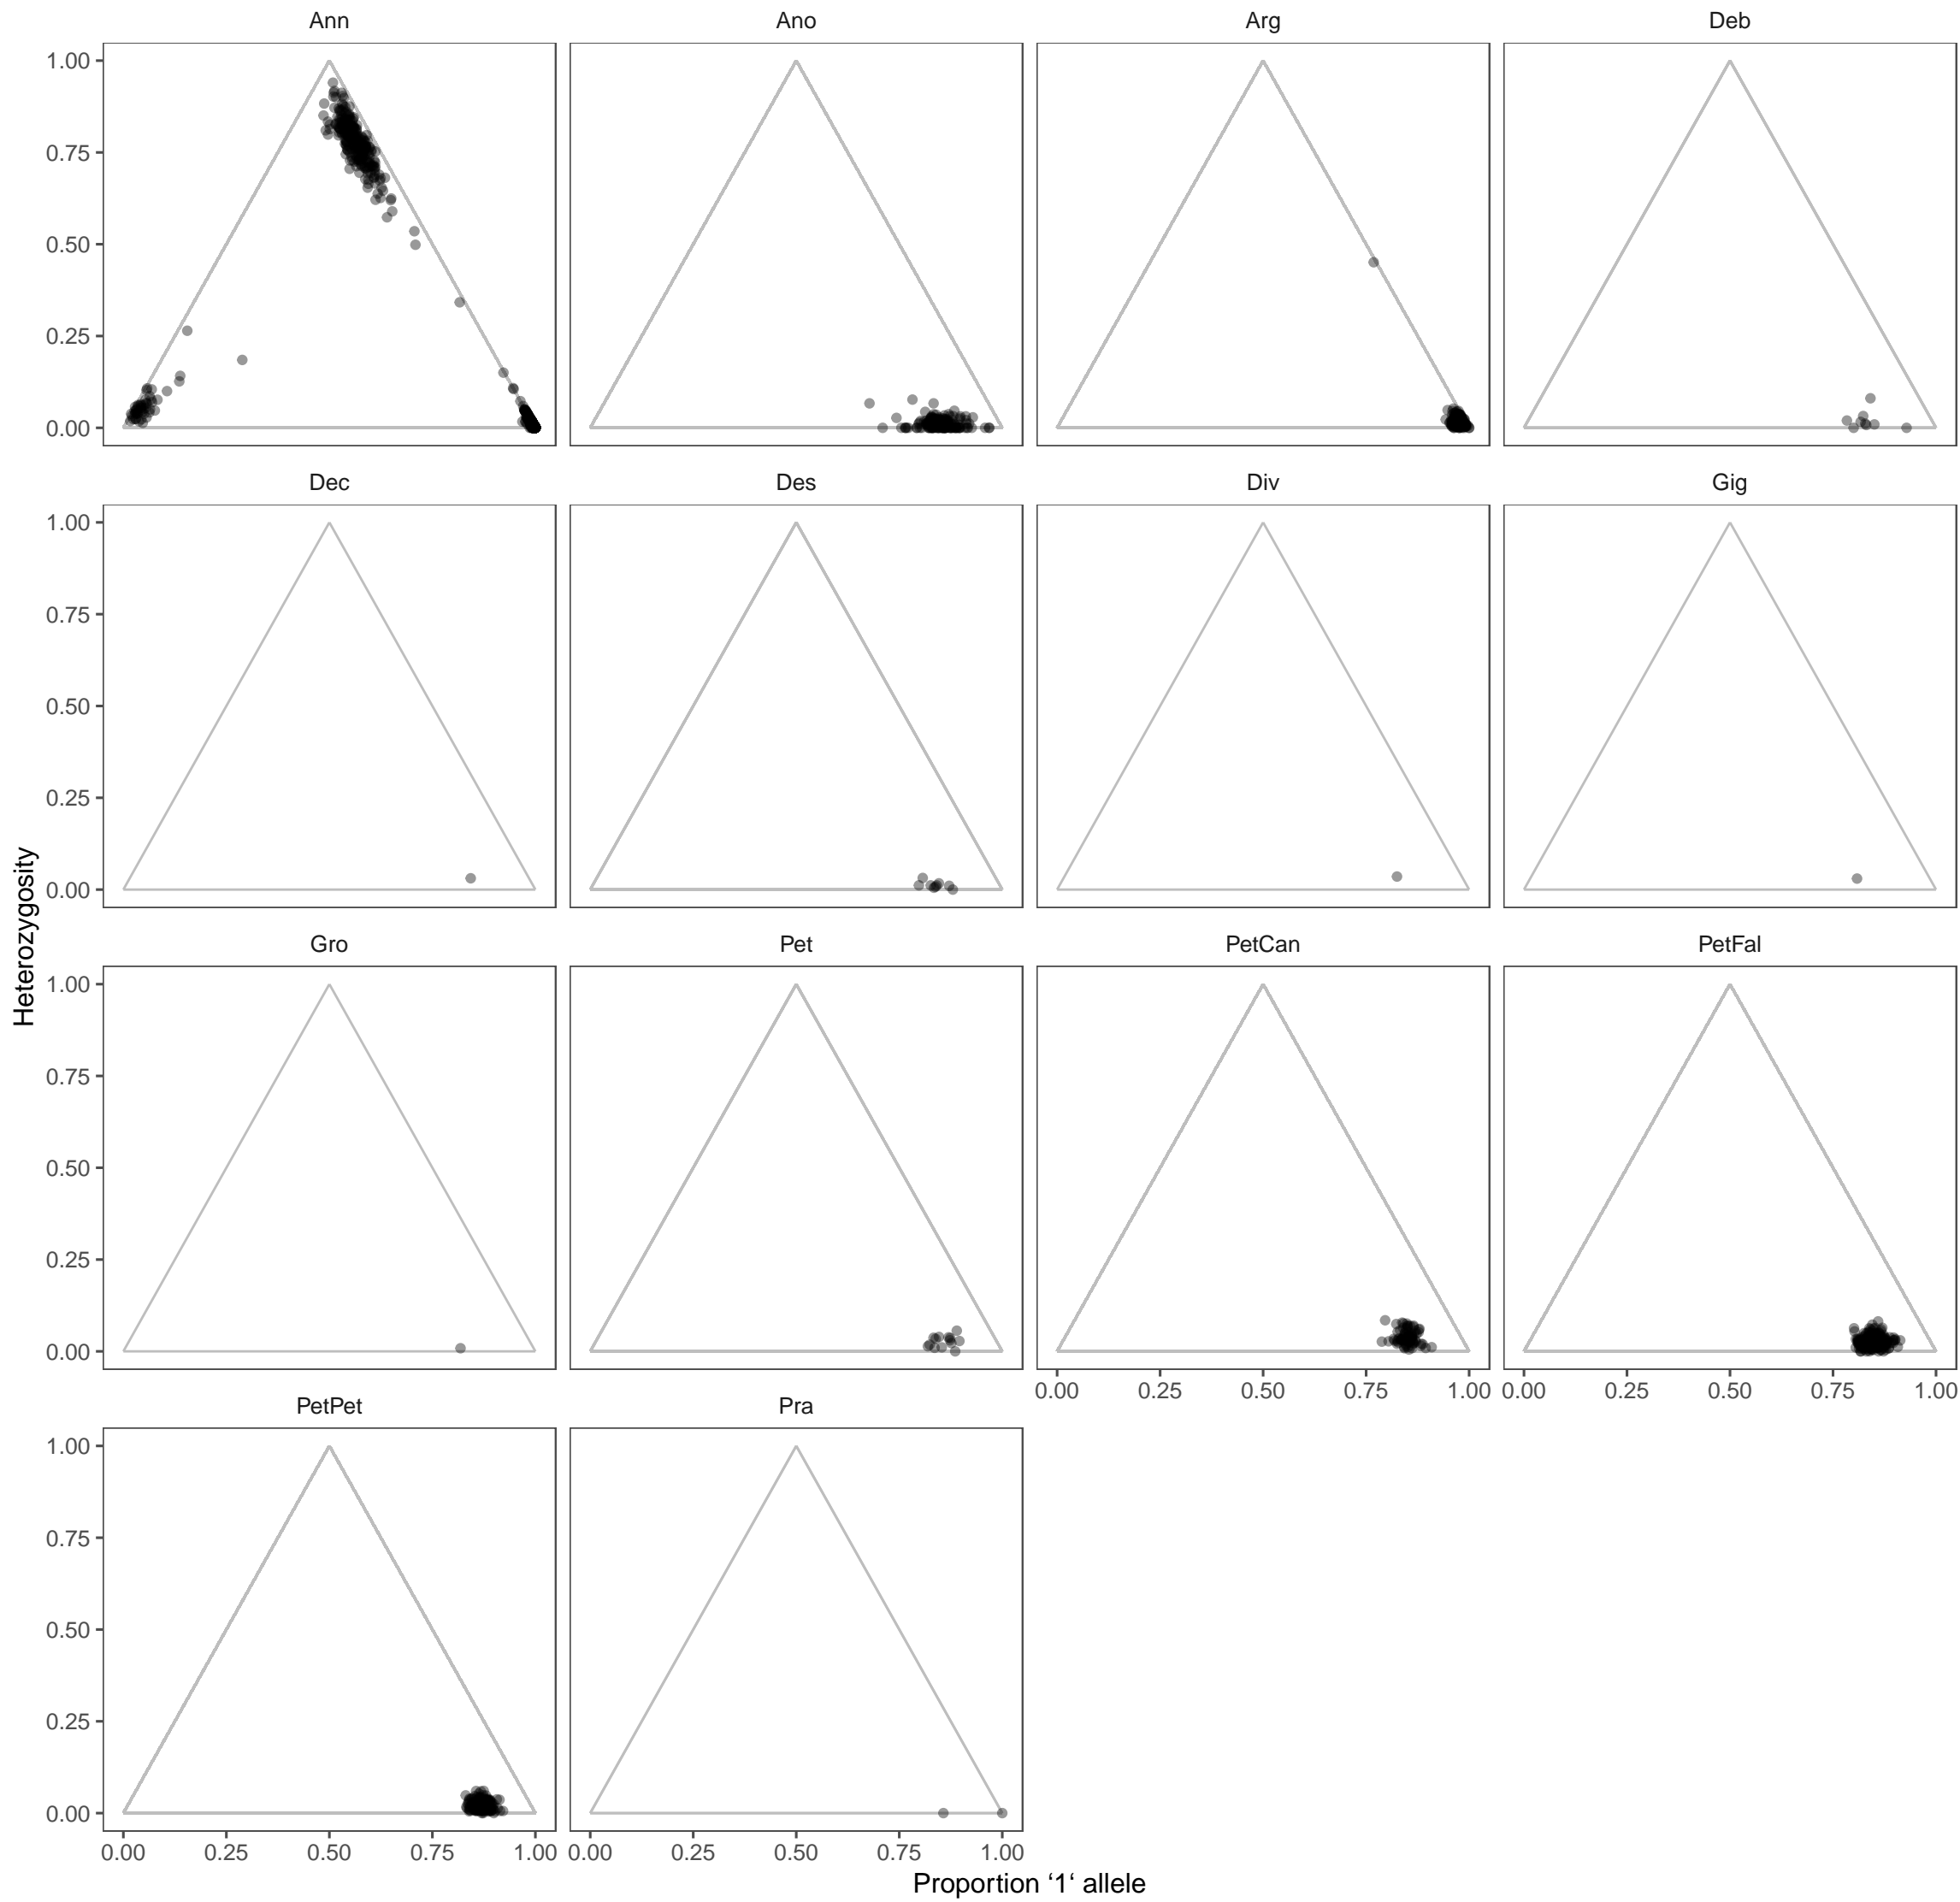 Ann Ano Arg Deb
1.00
0.75
0.50
0.25
0.00
Dec Des Div Gig
1.00
0.75
0.50
0.25
0.00
Heterozygosity
Gro Pet PetCan PetFal
1.00
0.75
0.50
0.25
0.00
0.00 0.25 0.50 0.75 1.00 0.00 0.25 0.50 0.75 1.00
PetPet Pra
1.00
0.75
0.50
0.25
0.00
0.00 0.25 0.50 0.75 1.00 0.00 0.25 0.50 0.75 1.00
Proportion ‘1‘ allele